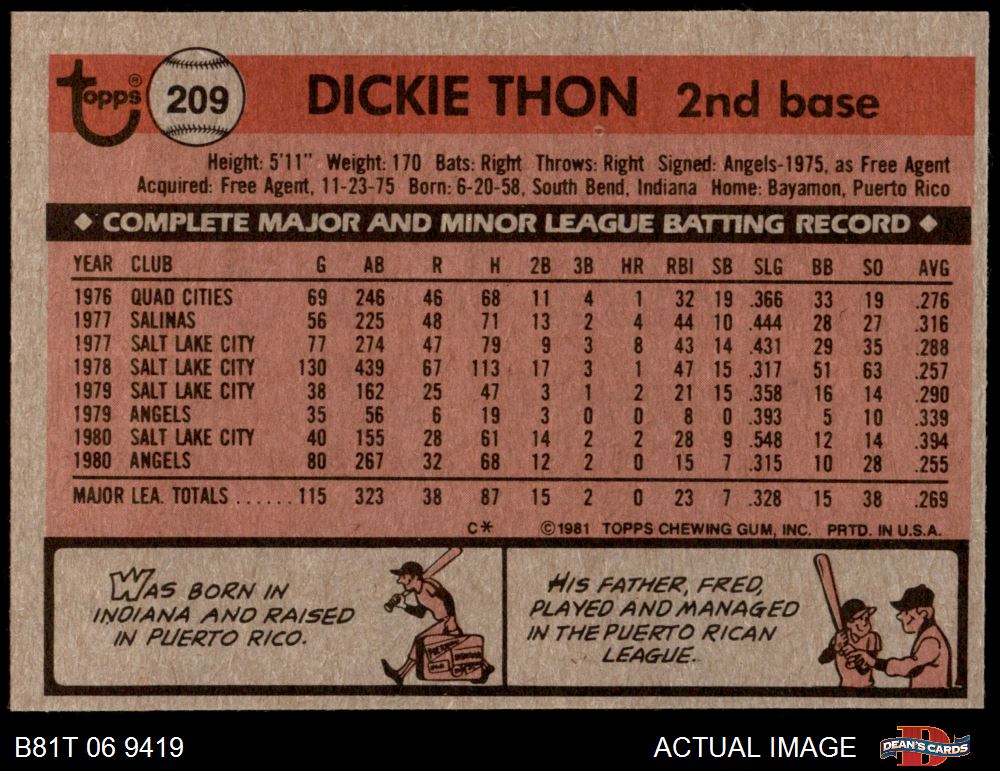 topps®
209
DICKIE THON 2nd base
Height: 5'11" Weight: 170 Bats: Right Throws: Right Signed: Angels-1975, as Free Agent
Acquired: Free Agent, 11-23-75 Born: 6-20-58, South Bend, Indiana Home: Bayamon, Puerto Rico
◆ COMPLETE MAJOR AND MINOR LEAGUE BATTING RECORD ◆
YEAR CLUB G AB R H 2B 3B HR RBI SB SLG BB SO AVG
1976 QUAD CITIES 69 246 46 68 11 4 1 32 19 .366 33 19 .276
1977 SALINAS 56 225 48 71 13 2 4 44 10 .444 28 27 .316
1977 SALT LAKE CITY 77 274 47 79 9 3 8 43 14 .431 29 35 .288
1978 SALT LAKE CITY 130 439 67 113 17 3 1 47 15 .317 51 63 .257
1979 SALT LAKE CITY 38 162 25 47 3 1 2 21 15 .358 16 14 .290
1979 ANGELS 35 56 6 19 3 0 0 8 0 .393 5 10 .339
1980 SALT LAKE CITY 40 155 28 61 14 2 2 28 9 .548 12 14 .394
1980 ANGELS 80 267 32 68 12 2 0 15 7 .315 10 28 .255
MAJOR LEA. TOTALS ...... 115 323 38 87 15 2 0 23 7 .328 15 38 .269
C* ©1981 TOPPS CHEWING GUM, INC. PRTD. IN U.S.A.
WAS BORN IN
INDIANA AND RAISED
IN PUERTO RICO.
HIS FATHER, FRED,
PLAYED AND MANAGED
IN THE PUERTO RICAN
LEAGUE.
B81T 06 9419
ACTUAL IMAGE
DEAN'S CARDS